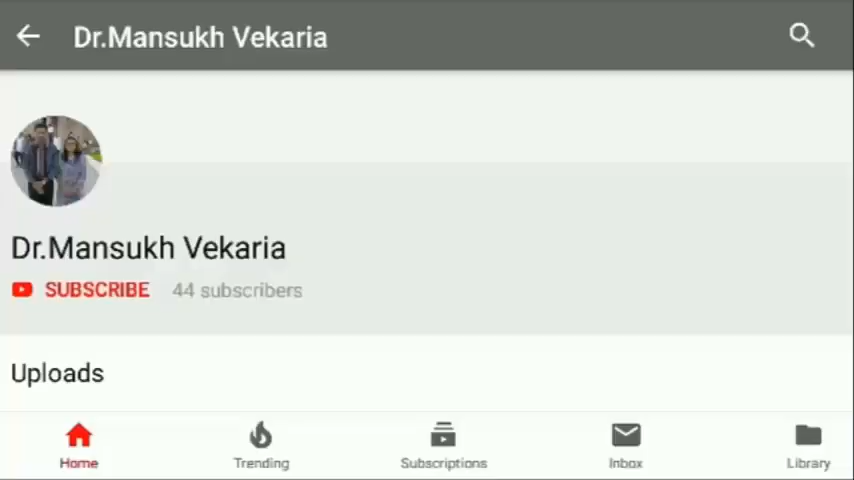 Dr.Mansukh Vekaria
Dr.Mansukh Vekaria
SUBSCRIBE 44 subscribers
Uploads
Home Trending Subscriptions Inbox Library